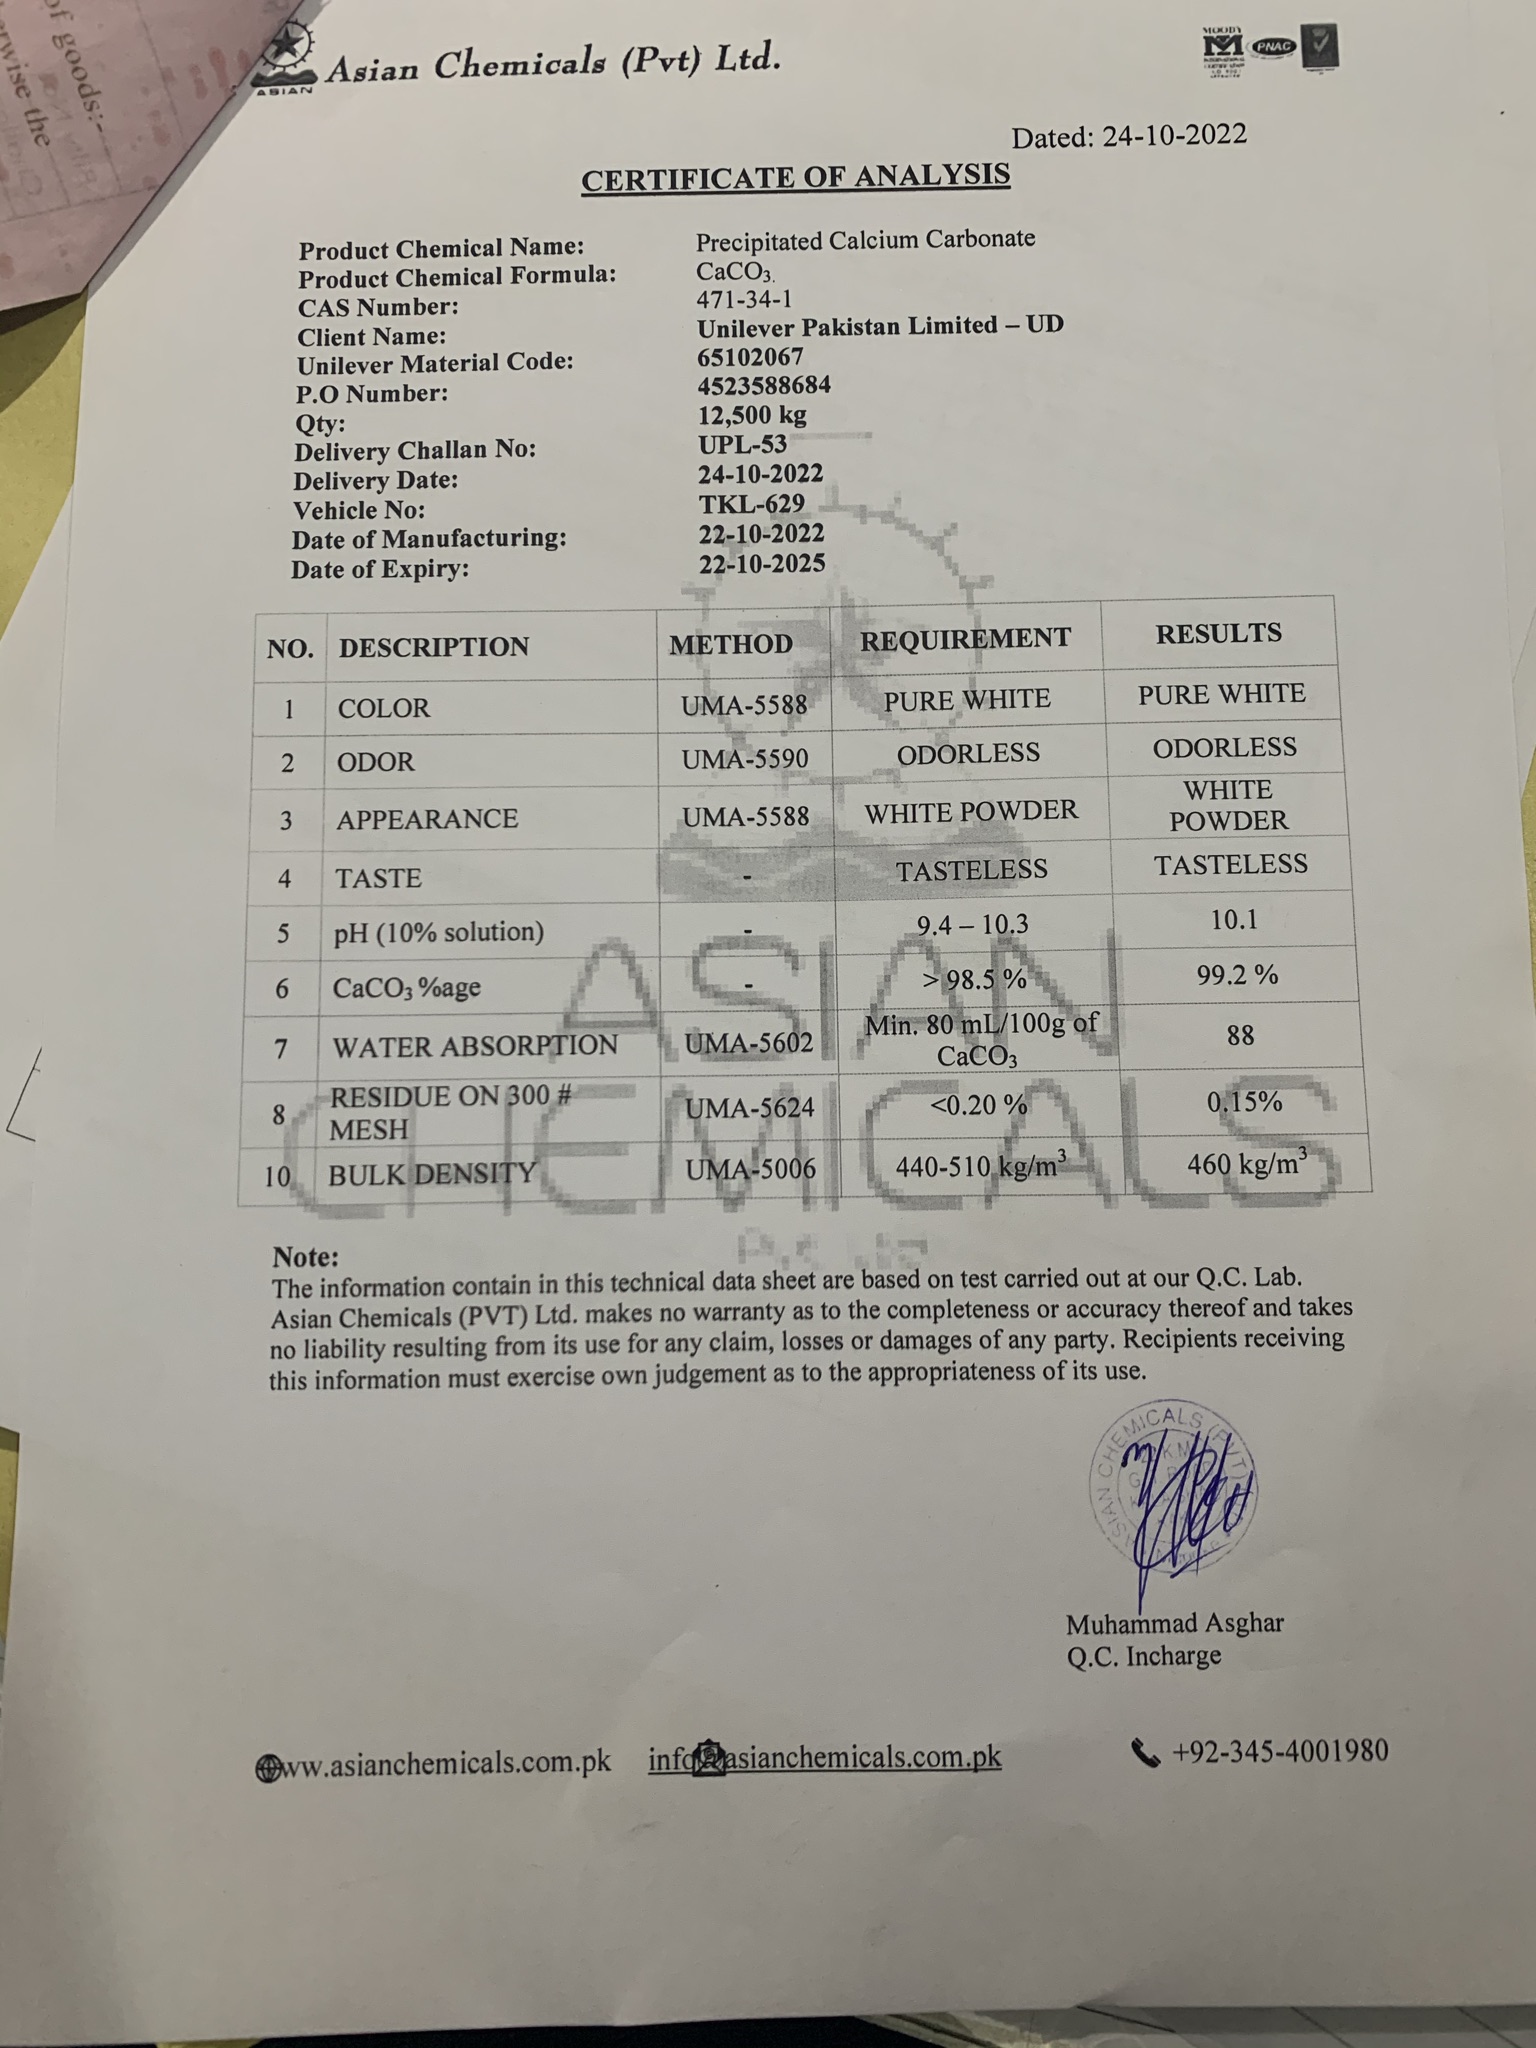 of goods:-
rwise the
ASIAN
Asian Chemicals (Pvt) Ltd.
MOODY
PNAC
Dated: 24-10-2022
CERTIFICATE OF ANALYSIS
Product Chemical Name: Precipitated Calcium Carbonate
Product Chemical Formula: CaCO3.
CAS Number: 471-34-1
Client Name: Unilever Pakistan Limited – UD
Unilever Material Code: 65102067
P.O Number: 4523588684
Qty: 12,500 kg
Delivery Challan No: UPL-53
Delivery Date: 24-10-2022
Vehicle No: TKL-629
Date of Manufacturing: 22-10-2022
Date of Expiry: 22-10-2025
NO. DESCRIPTION METHOD REQUIREMENT RESULTS
1 COLOR UMA-5588 PURE WHITE PURE WHITE
2 ODOR UMA-5590 ODORLESS ODORLESS
3 APPEARANCE UMA-5588 WHITE POWDER WHITE POWDER
4 TASTE - TASTELESS TASTELESS
5 pH (10% solution) - 9.4 – 10.3 10.1
6 CaCO3 %age - > 98.5 % 99.2 %
7 WATER ABSORPTION UMA-5602 Min. 80 mL/100g of CaCO3 88
8 RESIDUE ON 300 # MESH UMA-5624 <0.20 % 0.15%
10 BULK DENSITY UMA-5006 440-510 kg/m³ 460 kg/m³
ASIAN
CHEMICALS
Note:
The information contain in this technical data sheet are based on test carried out at our Q.C. Lab.
Asian Chemicals (PVT) Ltd. makes no warranty as to the completeness or accuracy thereof and takes
no liability resulting from its use for any claim, losses or damages of any party. Recipients receiving
this information must exercise own judgement as to the appropriateness of its use.
ASIAN CHEMICALS (PVT)
Muhammad Asghar
Q.C. Incharge
www.asianchemicals.com.pk info@asianchemicals.com.pk +92-345-4001980